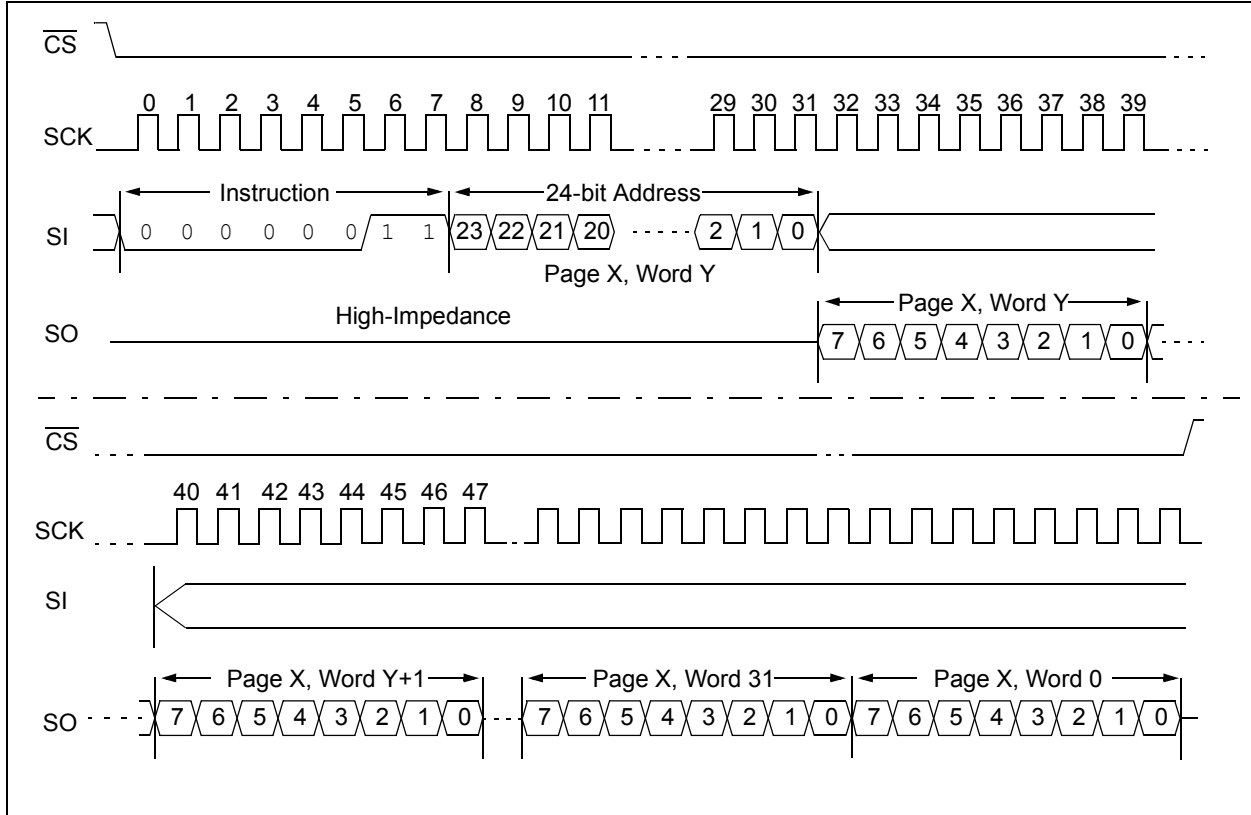 CS
0 1 2 3 4 5 6 7 8 9 10 11 29 30 31 32 33 34 35 36 37 38 39
SCK
Instruction 24-bit Address
SI 0 0 0 0 0 0 1 1 23 22 21 20 2 1 0
Page X, Word Y
High-Impedance Page X, Word Y
SO 7 6 5 4 3 2 1 0
CS
40 41 42 43 44 45 46 47
SCK
SI
Page X, Word Y+1 Page X, Word 31 Page X, Word 0
SO 7 6 5 4 3 2 1 0 7 6 5 4 3 2 1 0 7 6 5 4 3 2 1 0